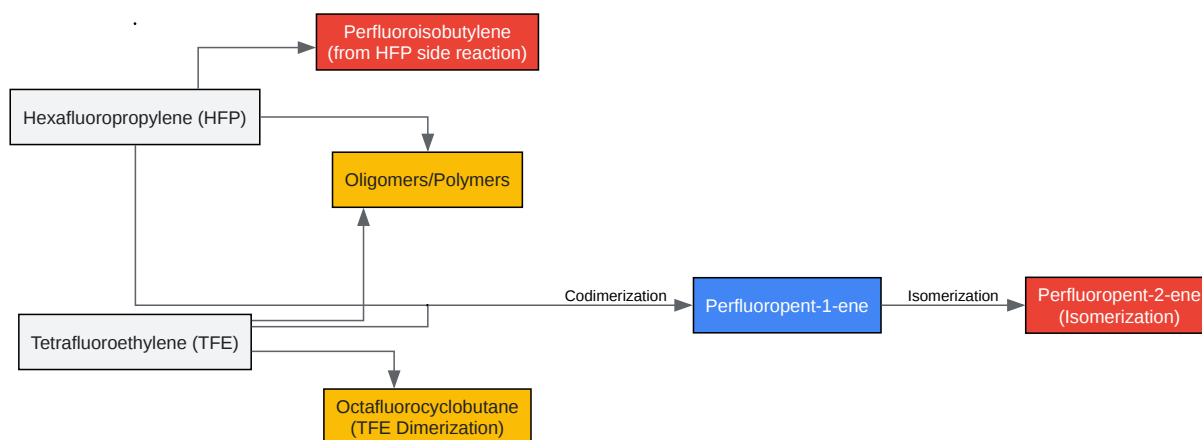 Perfluoroisobutylene
(from HFP side reaction)
Hexafluoropropylene (HFP)
Oligomers/Polymers
Codimerization
Perfluoropent-1-ene
Isomerization
Perfluoropent-2-ene
(Isomerization)
Tetrafluoroethylene (TFE)
Octafluorocyclobutane
(TFE Dimerization)